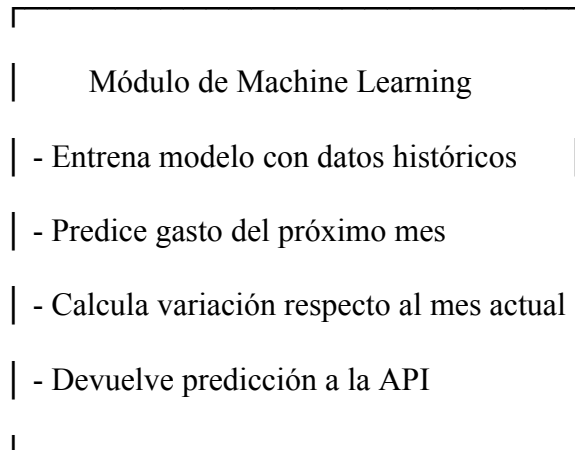 Módulo de Machine Learning
- Entrena modelo con datos históricos
- Predice gasto del próximo mes
- Calcula variación respecto al mes actual
- Devuelve predicción a la API